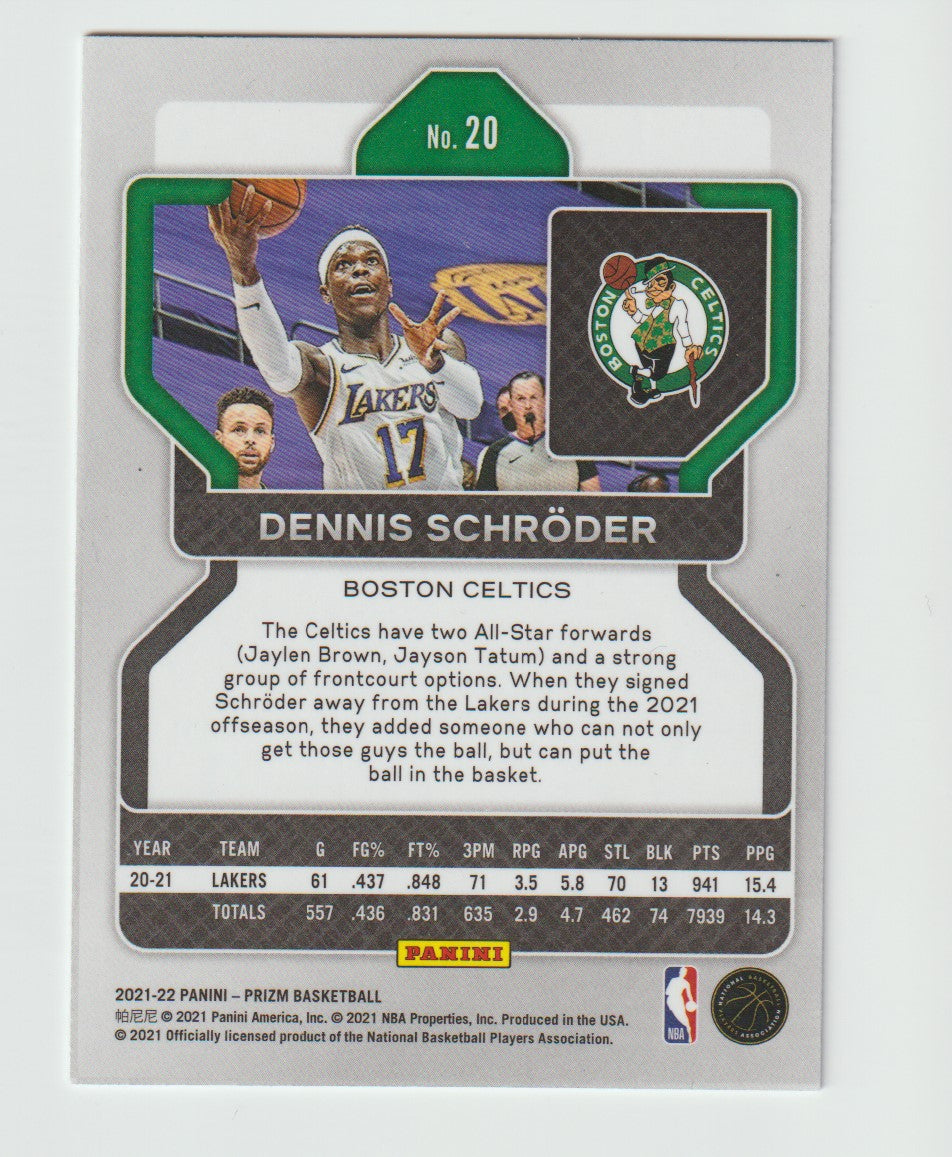 No. 20
BOSTON CELTICS
LAKERS
17
DENNIS SCHRÖDER
BOSTON CELTICS
The Celtics have two All-Star forwards
(Jaylen Brown, Jayson Tatum) and a strong
group of frontcourt options. When they signed
Schröder away from the Lakers during the 2021
offseason, they added someone who can not only
get those guys the ball, but can put the
ball in the basket.
YEAR TEAM G FG% FT% 3PM RPG APG STL BLK PTS PPG
20-21 LAKERS 61 .437 .848 71 3.5 5.8 70 13 941 15.4
TOTALS 557 .436 .831 635 2.9 4.7 462 74 7939 14.3
PANINI
2021-22 PANINI – PRIZM BASKETBALL
帕尼尼 © 2021 Panini America, Inc. © 2021 NBA Properties, Inc. Produced in the USA.
© 2021 Officially licensed product of the National Basketball Players Association.
NBA
NATIONAL BASKETBALL PLAYERS ASSOCIATION